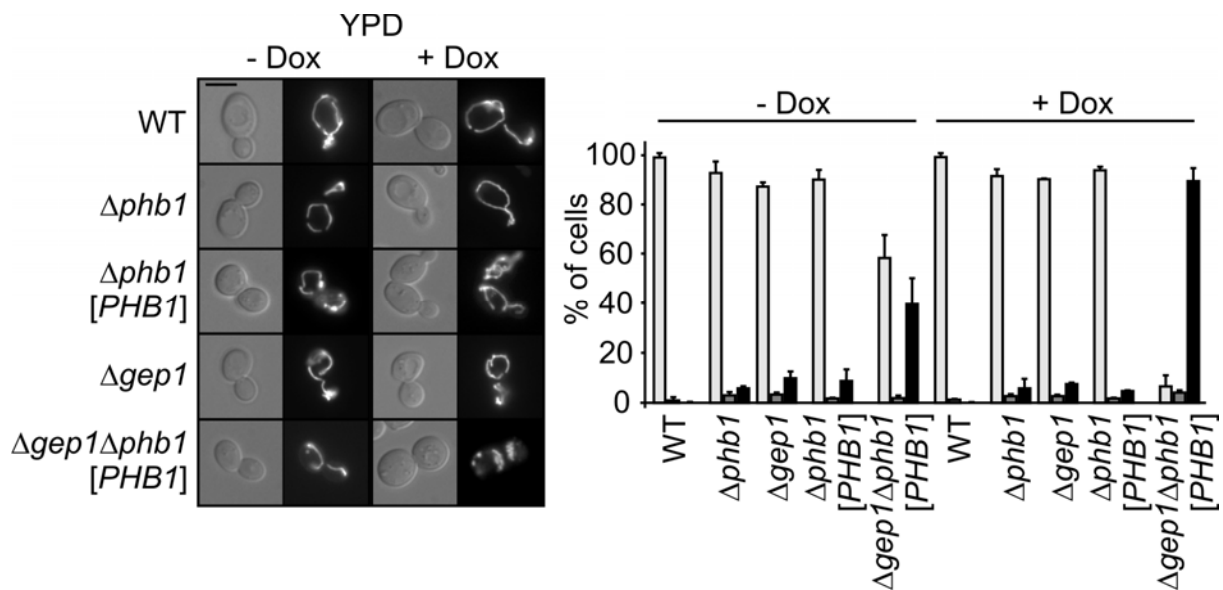 YPD
- Dox + Dox
WT
Δphb1
Δphb1
[PHB1]
Δgep1
Δgep1Δphb1
[PHB1]
- Dox + Dox
% of cells
100
80
60
40
20
0
WT
Δphb1
Δgep1
Δphb1
[PHB1]
Δgep1Δphb1
[PHB1]
WT
Δphb1
Δgep1
Δphb1
[PHB1]
Δgep1Δphb1
[PHB1]